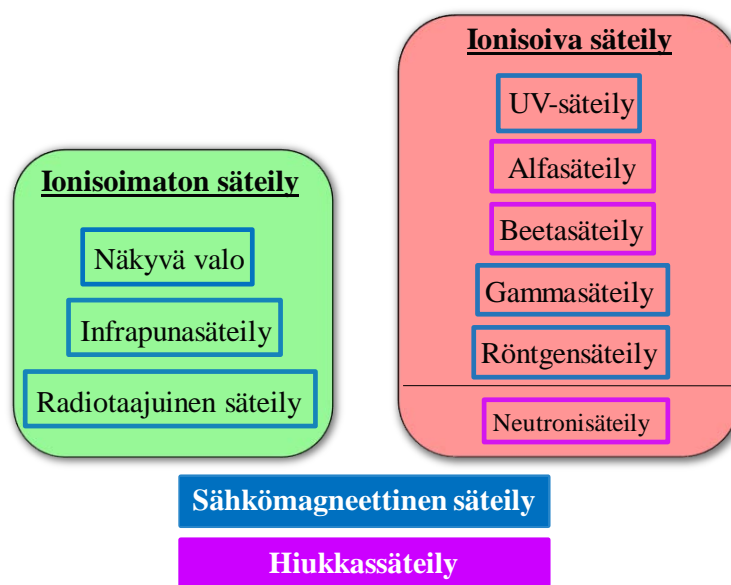 Ionisoimaton säteily
Näkyvä valo
Infrapunasäteily
Radiotaajuinen säteily
Ionisoiva säteily
UV-säteily
Alfasäteily
Beetasäteily
Gammasäteily
Röntgensäteily
Neutronisäteily
Sähkömagneettinen säteily
Hiukkassäteily